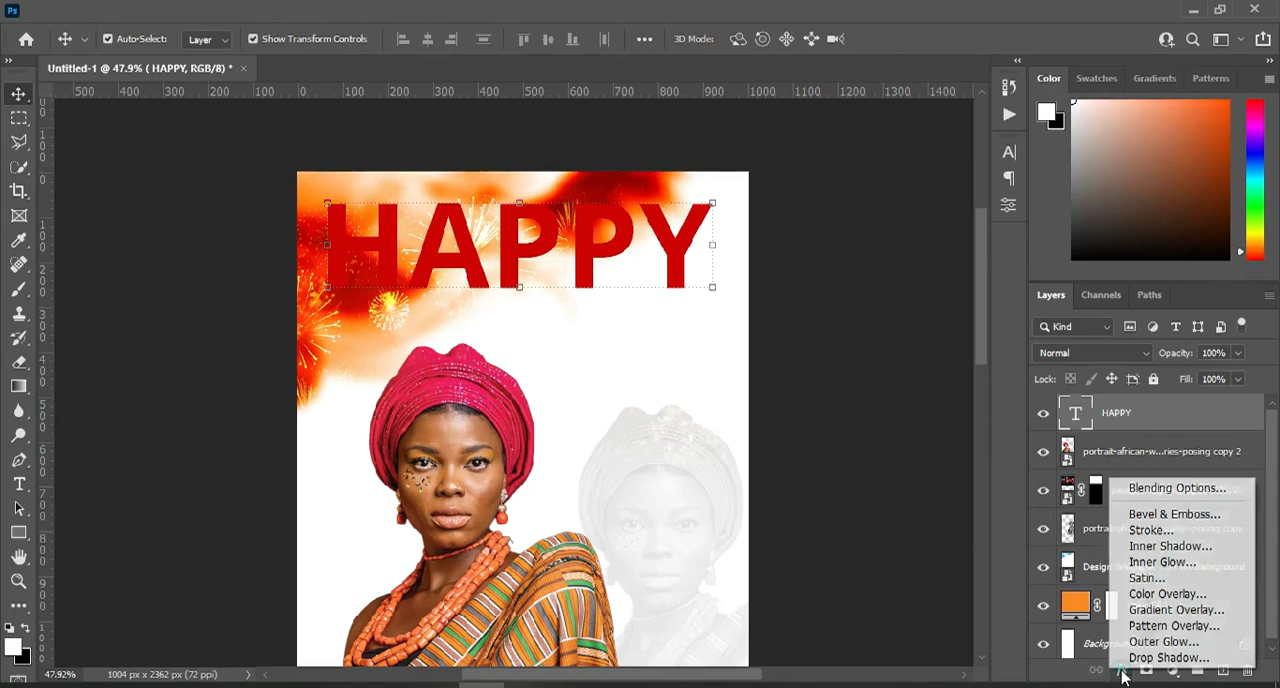 Ps
Auto-Select: Layer Show Transform Controls 3D Mode:
Untitled-1 @ 47.9% ( HAPPY, RGB/8) *
500 400 300 200 100 0 100 200 300 400 500 600 700 800 900 1000 1100 1200 1300 1400
HAPPY
Color Swatches Gradients Patterns
Layers Channels Paths
Kind
Normal Opacity: 100%
Lock: Fill: 100%
HAPPY
portrait-african-w...ries-posing copy 2
Blending Options...
Bevel & Emboss...
Stroke...
Inner Shadow...
Inner Glow...
Satin...
Color Overlay...
Gradient Overlay...
Pattern Overlay...
Outer Glow...
Drop Shadow...
47.92% 1004 px x 2362 px (72 ppi)